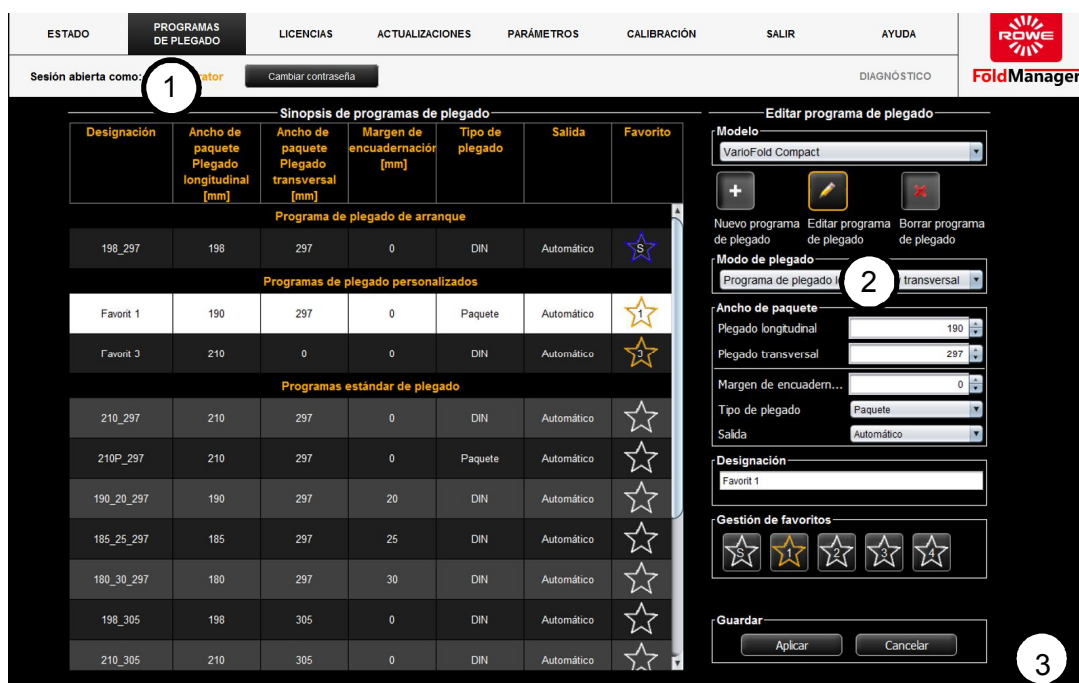 ESTADO
PROGRAMAS
DE PLEGADO
LICENCIAS
ACTUALIZACIONES
PARÁMETROS
CALIBRACIÓN
SALIR
AYUDA
ROWE
FoldManager
Sesión abierta como:
rator
Cambiar contraseña
DIAGNÓSTICO
1
Sinopsis de programas de plegado
Designación
Ancho de
paquete
Plegado
longitudinal
[mm]
Ancho de
paquete
Plegado
transversal
[mm]
Margen de
encuadernación
[mm]
Tipo de
plegado
Salida
Favorito
Programa de plegado de arranque
198_297 198 297 0 DIN Automático S
Programas de plegado personalizados
Favorit 1 190 297 0 Paquete Automático 1
Favorit 3 210 0 0 DIN Automático 3
Programas estándar de plegado
210_297 210 297 0 DIN Automático
210P_297 210 297 0 Paquete Automático
190_20_297 190 297 20 DIN Automático
185_25_297 185 297 25 DIN Automático
180_30_297 180 297 30 DIN Automático
198_305 198 305 0 DIN Automático
210_305 210 305 0 DIN Automático
Editar programa de plegado
Modelo
VarioFold Compact
Nuevo programa
de plegado
Editar programa
de plegado
Borrar programa
de plegado
Modo de plegado
Programa de plegado transversal
2
Ancho de paquete
Plegado longitudinal 190
Plegado transversal 297
Margen de encuadern... 0
Tipo de plegado Paquete
Salida Automático
Designación
Favorit 1
Gestión de favoritos
S 1 2 3 4
Guardar
Aplicar Cancelar
3